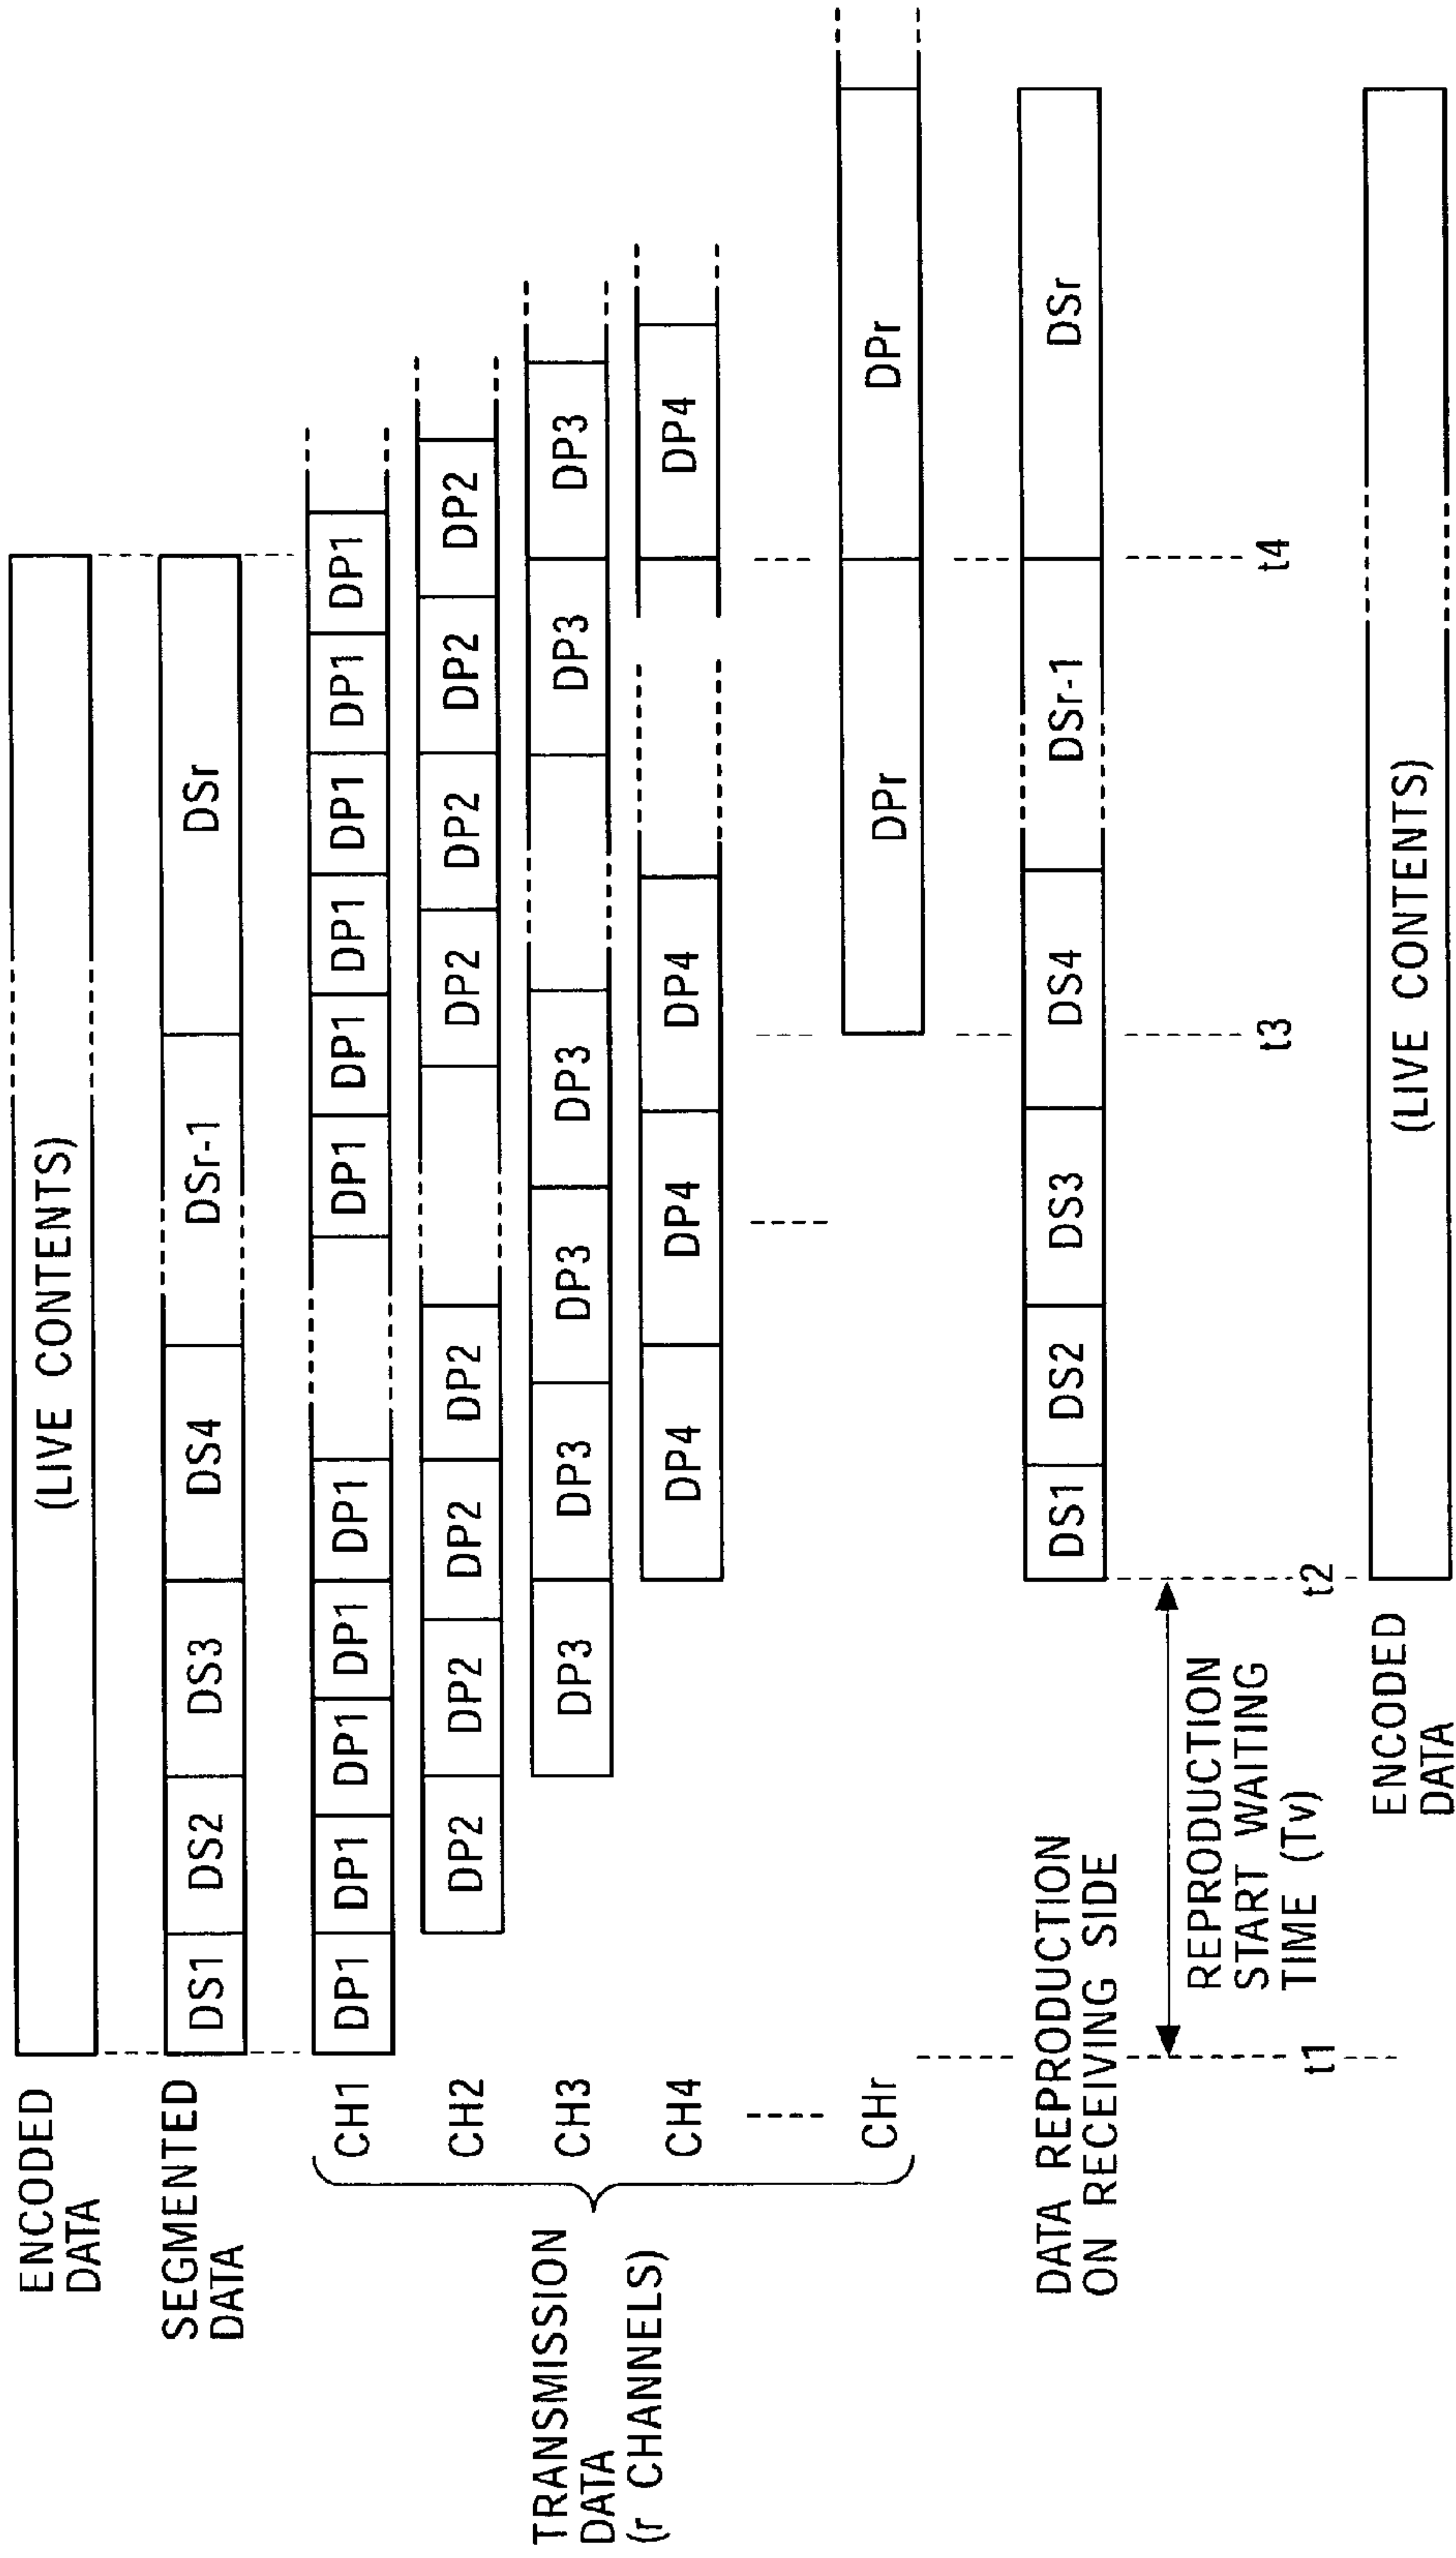 ENCODED
DATA
(LIVE CONTENTS)
SEGMENTED
DATA
DS1 DS2 DS3 DS4 DSr-1 DSr
TRANSMISSION
DATA
(r CHANNELS)
CH1 DP1 DP1 DP1 DP1 DP1 DP1 DP1 DP1 DP1 DP1 DP1
CH2 DP2 DP2 DP2 DP2 DP2 DP2 DP2 DP2
CH3 DP3 DP3 DP3 DP3 DP3 DP3
CH4 DP4 DP4 DP4 DP4
CHr DPr DPr
DATA REPRODUCTION
ON RECEIVING SIDE
DS1 DS2 DS3 DS4 DSr-1 DSr
REPRODUCTION
START WAITING
TIME (Tv)
t1 t2 t3 t4
ENCODED
DATA
(LIVE CONTENTS)